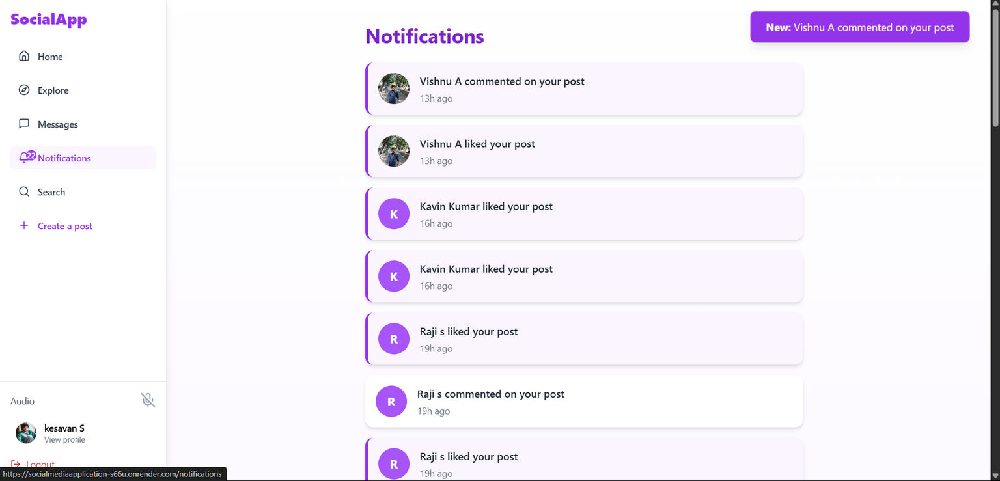 SocialApp
Home
Explore
Messages
22
Notifications
Search
Create a post
Audio
kesavan S
View profile
Logout
https://socialmediaapplication-s66u.onrender.com/notifications
Notifications
New: Vishnu A commented on your post
Vishnu A commented on your post
13h ago
Vishnu A liked your post
13h ago
K
Kavin Kumar liked your post
16h ago
K
Kavin Kumar liked your post
16h ago
R
Raji s liked your post
19h ago
R
Raji s commented on your post
19h ago
R
Raji s liked your post
19h ago